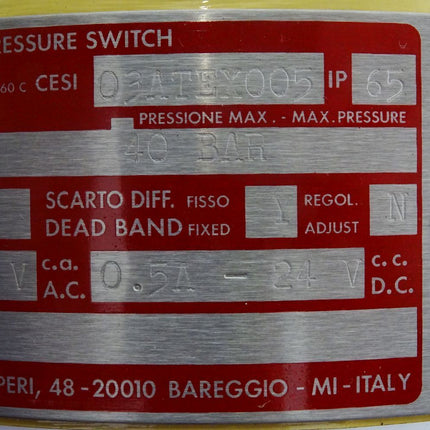 RESSURE SWITCH
60 C CESI 03ATEX005 IP 65
PRESSIONE MAX. - MAX. PRESSURE
40 BAR
SCARTO DIFF. FISSO REGOL. N
DEAD BAND FIXED ADJUST
V c.a. 0.5A - 24 V c.c.
A.C. D.C.
PERI, 48 - 20010 BAREGGIO - MI - ITALY